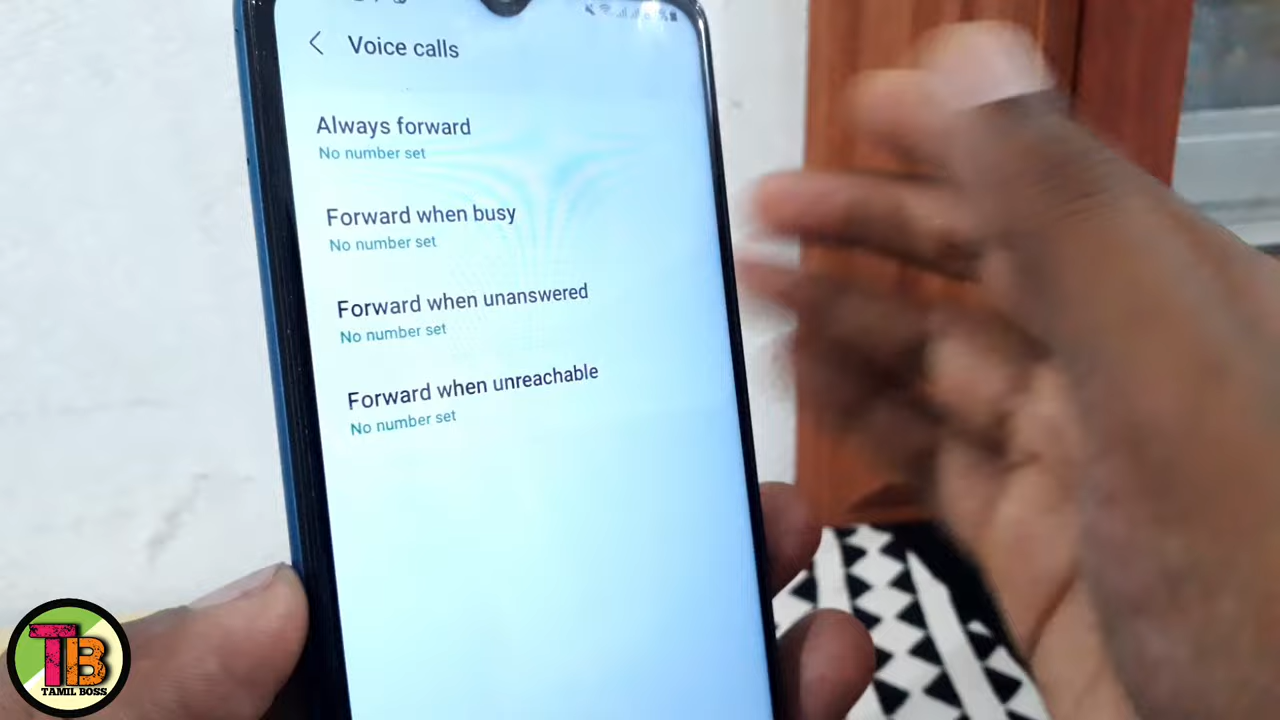 Voice calls
Always forward
No number set
Forward when busy
No number set
Forward when unanswered
No number set
Forward when unreachable
No number set
TB
TAMIL BOSS